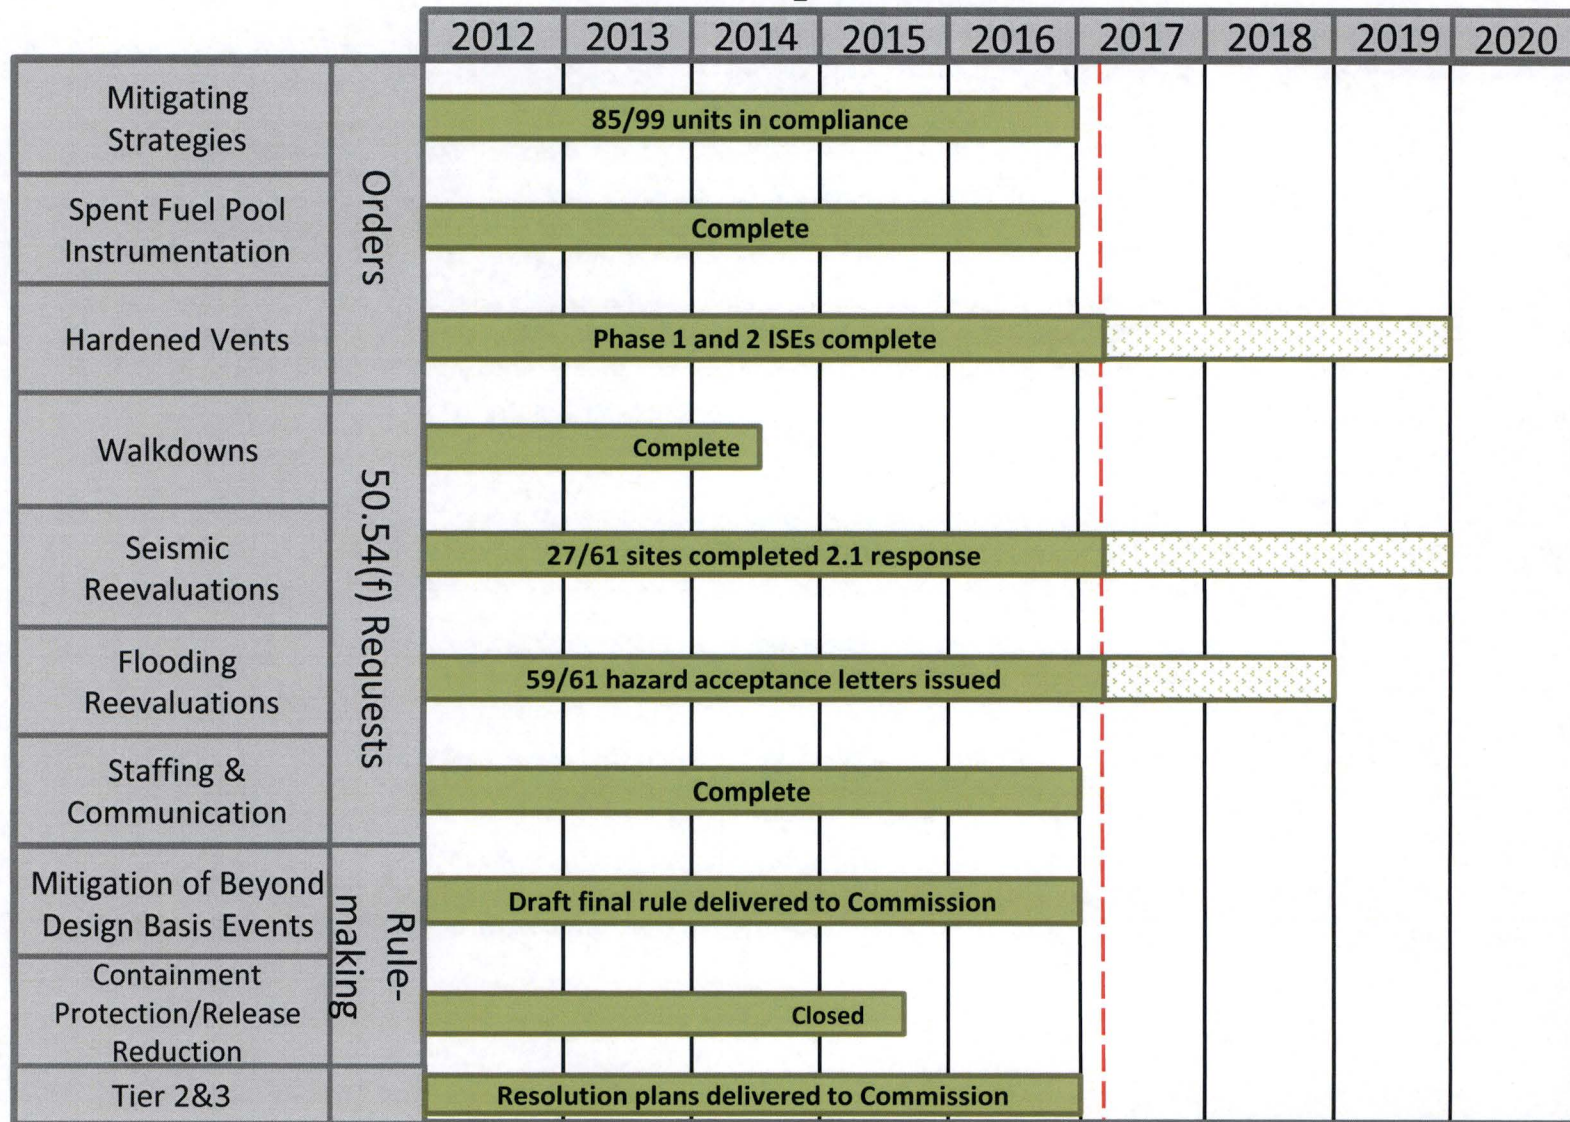 2012 2013 2014 2015 2016 2017 2018 2019 2020
Mitigating
Strategies
85/99 units in compliance
Orders
Spent Fuel Pool
Instrumentation
Complete
Hardened Vents
Phase 1 and 2 ISEs complete
Walkdowns
Complete
50.54(f) Requests
Seismic
Reevaluations
27/61 sites completed 2.1 response
Flooding
Reevaluations
59/61 hazard acceptance letters issued
Staffing &
Communication
Complete
Mitigation of Beyond
Design Basis Events
Draft final rule delivered to Commission
Rule-
making
Containment
Protection/Release
Reduction
Closed
Tier 2&3
Resolution plans delivered to Commission